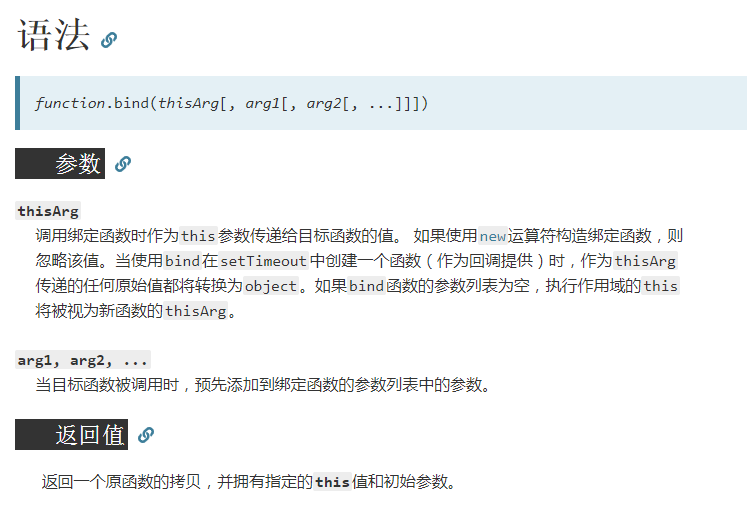 语法
function.bind(thisArg[, arg1[, arg2[, ...]]])
参数
thisArg
调用绑定函数时作为this参数传递给目标函数的值。 如果使用new运算符构造绑定函数，则
忽略该值。当使用bind在setTimeout中创建一个函数（作为回调提供）时，作为thisArg
传递的任何原始值都将转换为object。如果bind函数的参数列表为空，执行作用域的this
将被视为新函数的thisArg。
arg1, arg2, ...
当目标函数被调用时，预先添加到绑定函数的参数列表中的参数。
返回值
返回一个原函数的拷贝，并拥有指定的this值和初始参数。